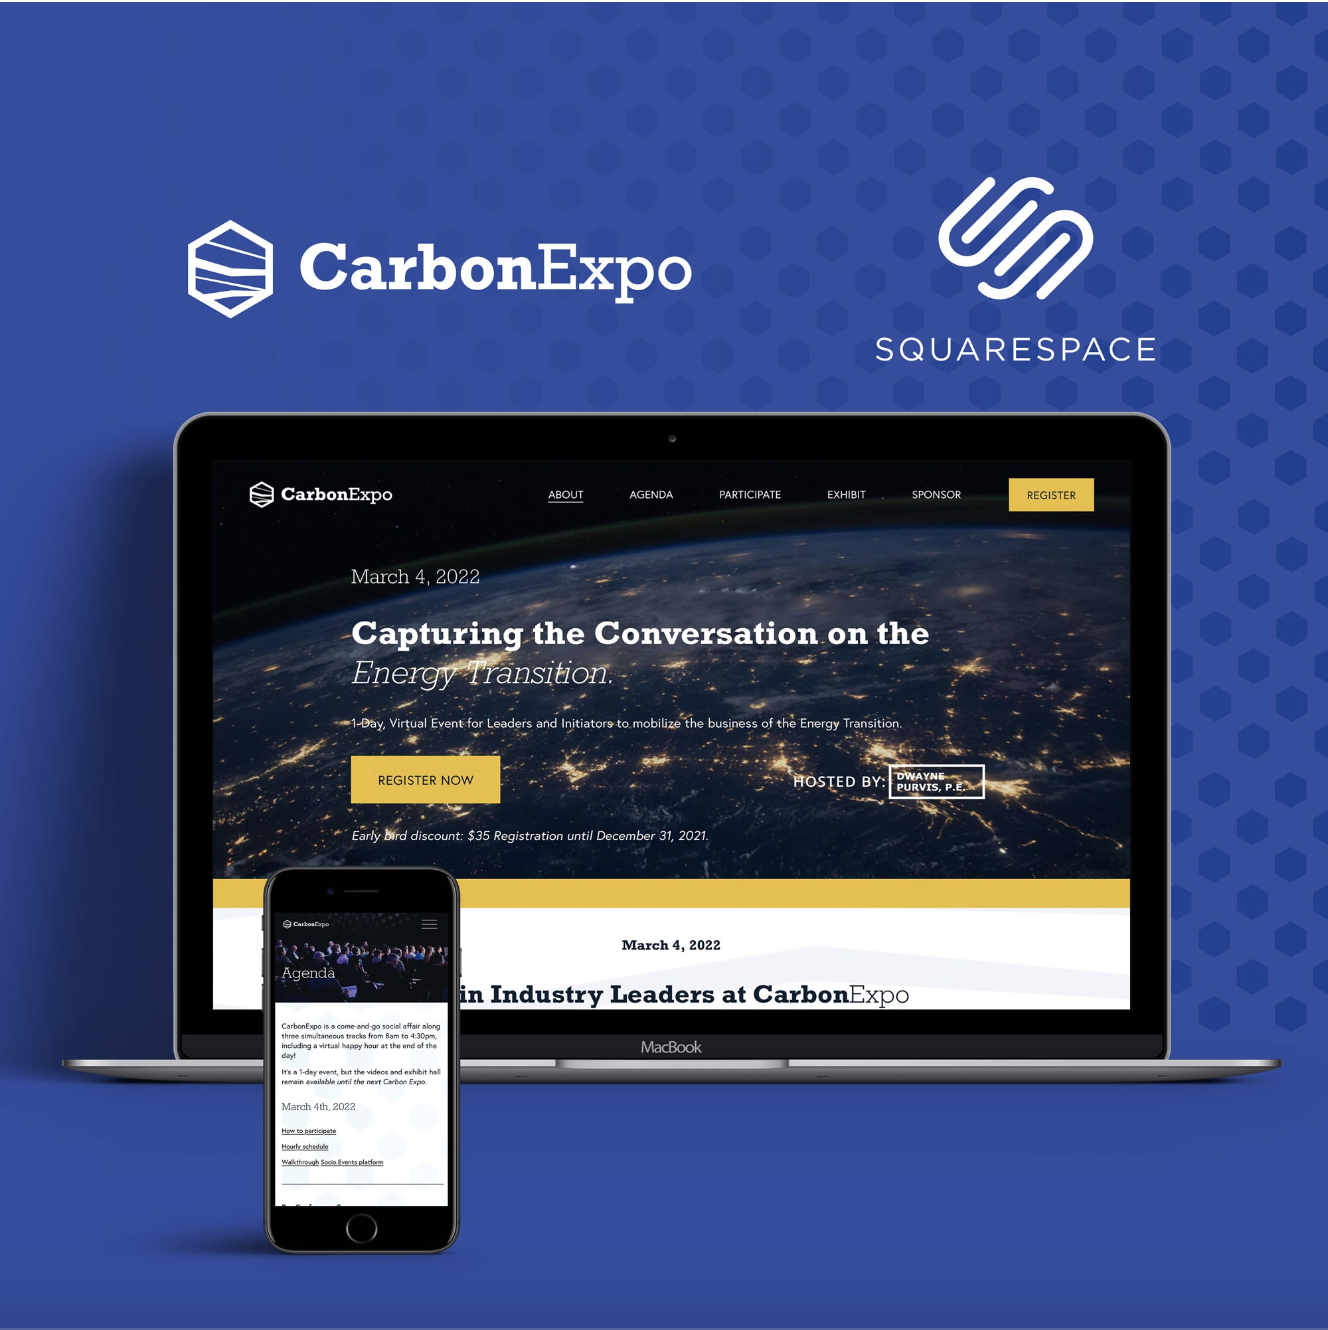 CarbonExpo
SQUARESPACE
CarbonExpo
ABOUT AGENDA PARTICIPATE EXHIBIT SPONSOR REGISTER
March 4, 2022
Capturing the Conversation on the
Energy Transition.
1-Day, Virtual Event for Leaders and Initiators to mobilize the business of the Energy Transition.
REGISTER NOW
HOSTED BY:
DWAYNE
PURVIS, P.E.
Early bird discount: $35 Registration until December 31, 2021.
March 4, 2022
in Industry Leaders at CarbonExpo
MacBook
CarbonExpo
Agenda
CarbonExpo is a come-and-go social affair along
three simultaneous tracks from 8am to 4:30pm,
including a virtual happy hour at the end of the
day!
It's a 1-day event, but the videos and exhibit hall
remain available until the next Carbon Expo.
March 4th, 2022
How to participate
Hourly schedule
Walkthrough Socio.Events platform